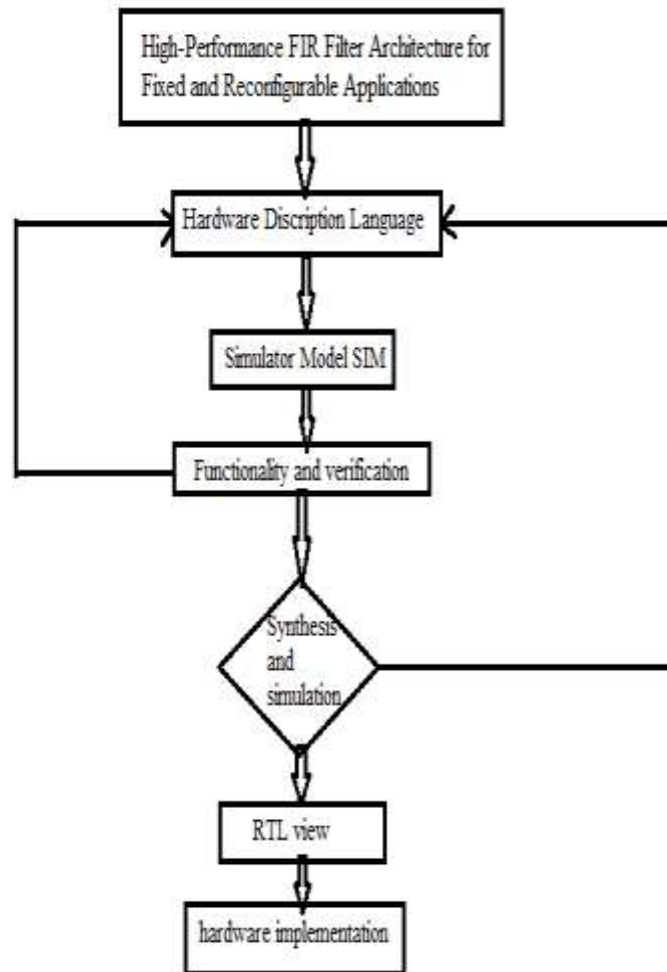 High-Performance FIR Filter Architecture for
Fixed and Reconfigurable Applications
Hardware Discription Language
Simulator Model SIM
Functionality and verification
Synthesis
and
simulation
RTL view
hardware implementation